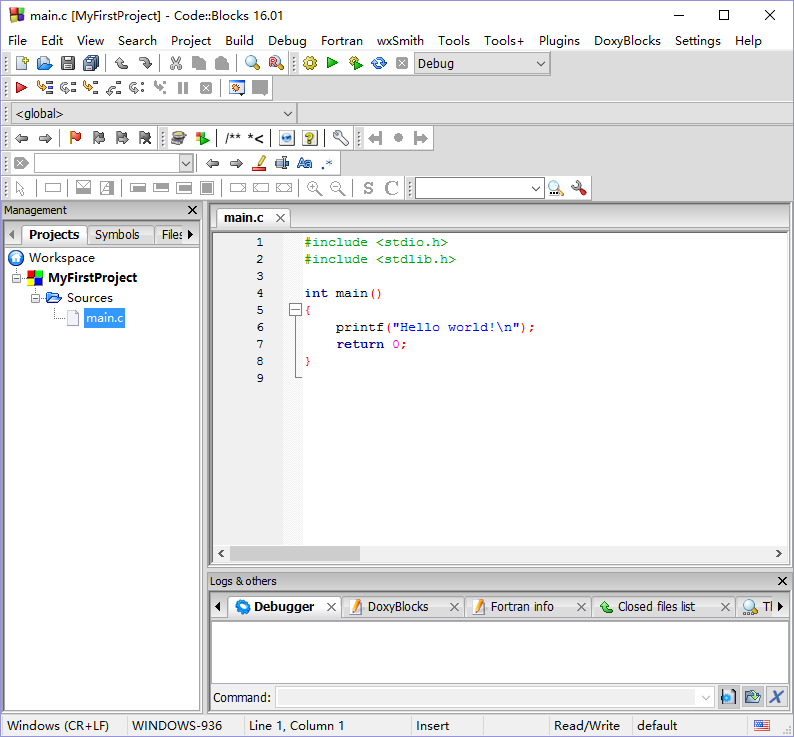 main.c [MyFirstProject] - Code::Blocks 16.01
File Edit View Search Project Build Debug Fortran wxSmith Tools Tools+ Plugins DoxyBlocks Settings Help
Debug
<global>
/** *<
Aa .*
S C
Management
Projects Symbols Files
Workspace
MyFirstProject
Sources
main.c
main.c
1 #include <stdio.h>
2 #include <stdlib.h>
3
4 int main()
5 {
6 printf("Hello world!\n");
7 return 0;
8 }
9
Logs & others
Debugger DoxyBlocks Fortran info Closed files list
Command:
Windows (CR+LF) WINDOWS-936 Line 1, Column 1 Insert Read/Write default